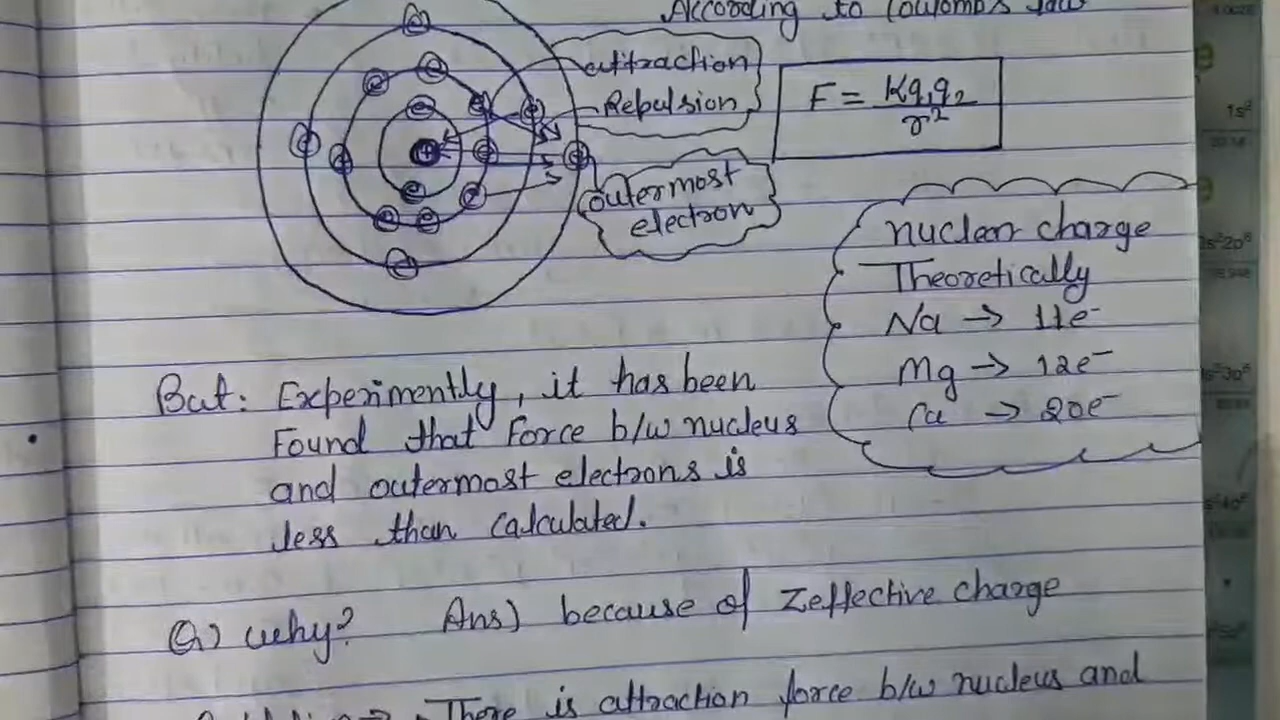 According to Coulomb's law
attraction
Repulsion
F = Kq₁q₂ / r²
outermost
electron
nuclear charge
Theoretically
Na → 11e⁻
Mg → 12e⁻
Ca → 20e⁻
But: Experimently, it has been
Found that Force b/w nucleus
and outermost electrons is
less than calculated.
Q) why? Ans) because of Zeffective charge
There is attraction force b/w nucleus and